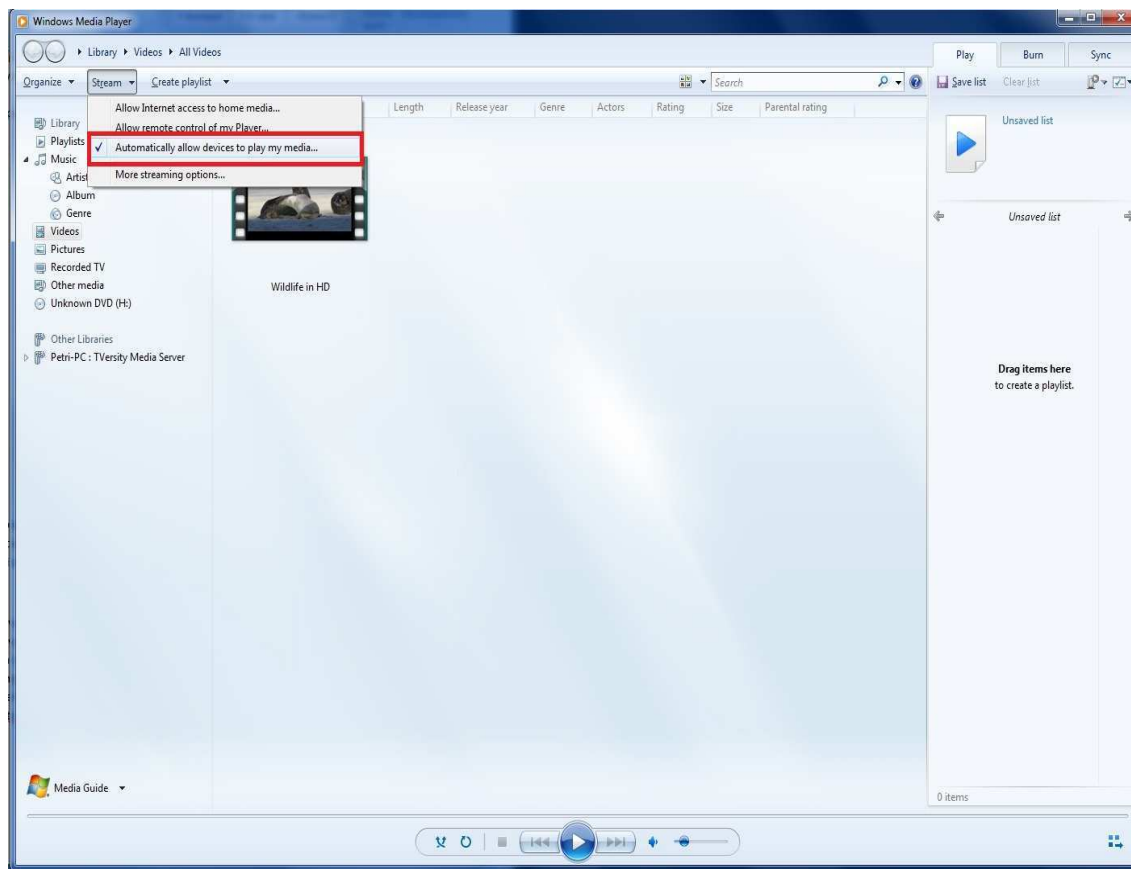 Windows Media Player
Library Videos All Videos
Play Burn Sync
Organize Stream Create playlist
Search
Save list Clear list
Allow Internet access to home media...
Allow remote control of my Player...
Automatically allow devices to play my media...
More streaming options...
Length Release year Genre Actors Rating Size Parental rating
Library
Playlists
Music
Artist
Album
Genre
Videos
Pictures
Recorded TV
Other media
Unknown DVD (H:)
Other Libraries
Petri-PC : TVersity Media Server
Wildlife in HD
Unsaved list
Unsaved list
Drag items here
to create a playlist.
0 items
Media Guide